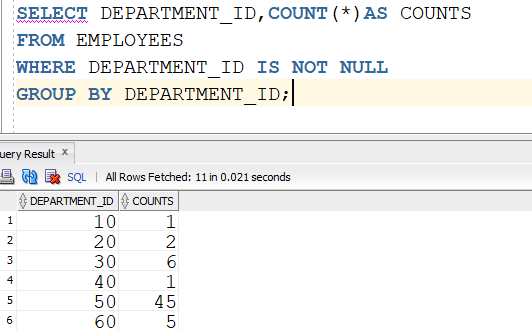 SELECT DEPARTMENT_ID,COUNT(*)AS COUNTS
FROM EMPLOYEES
WHERE DEPARTMENT_ID IS NOT NULL
GROUP BY DEPARTMENT_ID;
uery Result x
SQL | All Rows Fetched: 11 in 0.021 seconds
DEPARTMENT_ID COUNTS
1 10 1
2 20 2
3 30 6
4 40 1
5 50 45
6 60 5